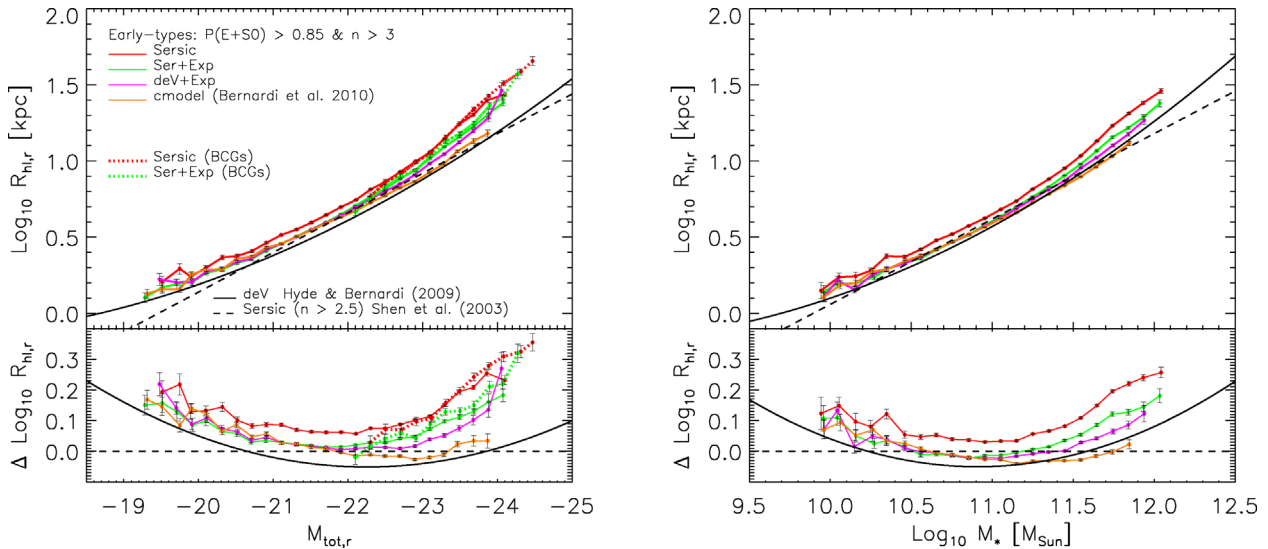 Early-types: P(E+S0) > 0.85 & n > 3
Sersic
Ser+Exp
deV+Exp
cmodel (Bernardi et al. 2010)
Sersic (BCGs)
Ser+Exp (BCGs)
deV Hyde & Bernardi (2009)
Sersic (n > 2.5) Shen et al. (2003)
Log10 Rhl,r [kpc]
2.0
1.5
1.0
0.5
0.0
Δ Log10 Rhl,r
0.3
0.2
0.1
0.0
−19 −20 −21 −22 −23 −24 −25
Mtot,r
Log10 Rhl,r [kpc]
2.0
1.5
1.0
0.5
0.0
Δ Log10 Rhl,r
0.3
0.2
0.1
0.0
9.5 10.0 10.5 11.0 11.5 12.0 12.5
Log10 M* [MSun]